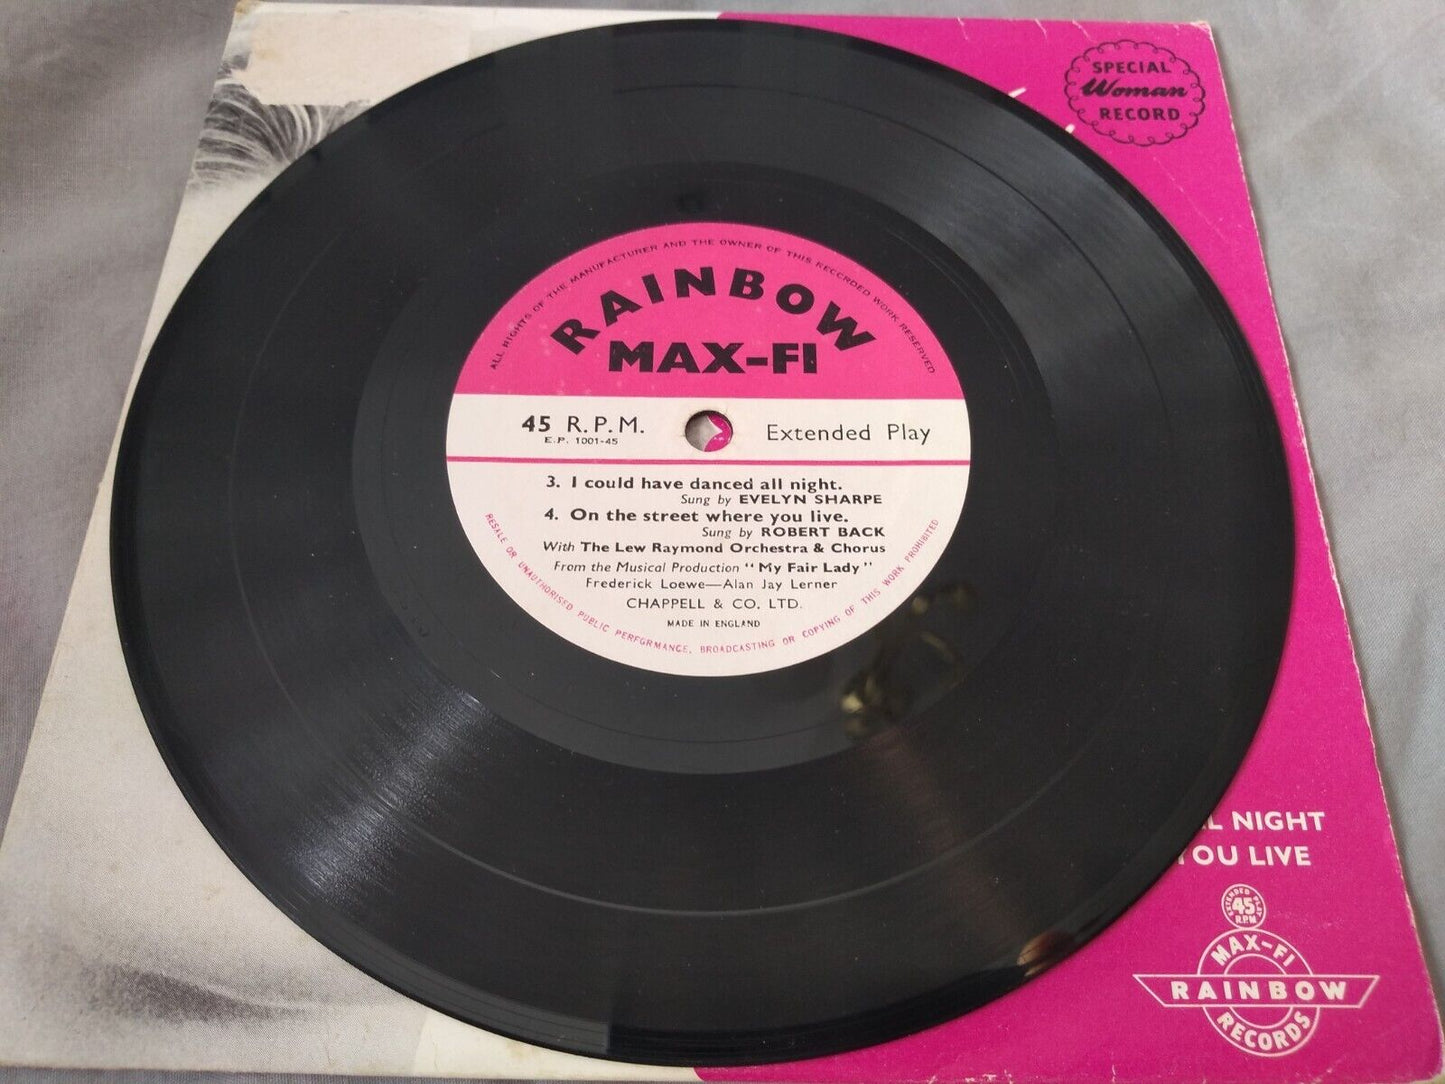 SPECIAL
Woman
RECORD
ALL RIGHTS OF THE MANUFACTURER AND THE OWNER OF THIS RECORDED WORK RESERVED
RAINBOW
MAX-FI
45 R.P.M.
E.P. 1001-45
Extended Play
3. I could have danced all night.
Sung by EVELYN SHARPE
4. On the street where you live.
Sung by ROBERT BACK
With The Lew Raymond Orchestra & Chorus
From the Musical Production "My Fair Lady"
Frederick Loewe—Alan Jay Lerner
CHAPPELL & CO. LTD.
MADE IN ENGLAND
RESALE OR UNAUTHORISED PUBLIC PERFORMANCE, BROADCASTING OR COPYING OF THIS WORK PROHIBITED
NIGHT
YOU LIVE
EXTENDED PLAY
45
R.P.M
MAX-FI
RAINBOW
RECORDS